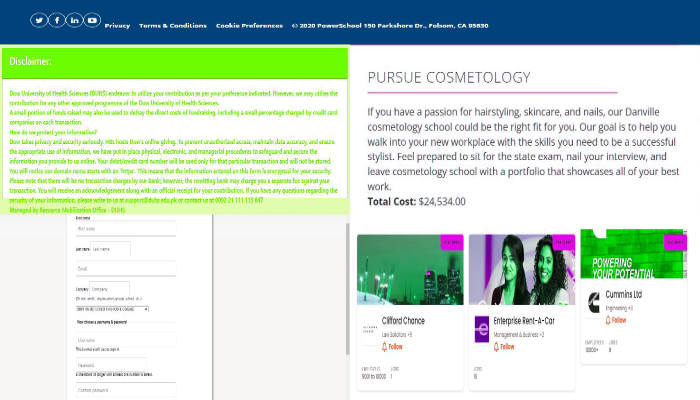 Privacy Terms & Conditions Cookie Preferences © 2020 PowerSchool 150 Parkshore Dr., Folsom, CA 95630
Disclaimer:
Dow University of Health Sciences (DUHS) endeavor to utilize your contribution as per your preference indicated. However, we may utilize the
contribution for any other approved programme of the Dow University of Health Sciences.
A small portion of funds raised may also be used to defray the direct costs of fundraising, including a small percentage charged by credit card
companies on each transaction.
How do we protect your information?
Dow takes privacy and security seriously. HBL hosts Dow's online giving. To prevent unauthorized access, maintain data accuracy, and ensure
the appropriate use of information, we have put in place physical, electronic, and managerial procedures to safeguard and secure the
information you provide to us online. Your debit/credit card number will be used only for that particular transaction and will not be stored.
You will notice our domain name starts with an 'https'. This means that the information entered on this form is encrypted for your security.
Please note that there will be no transaction charges by our bank; however, the remitting bank may charge you a separate fee against your
transaction. You will receive an acknowledgement along with an official receipt for your contribution. If you have any questions regarding the
security of your information, please write to us at support@duhs.edu.pk or contact us at 0092 21 111 113 847
Managed by Resource Mobilization Office - DUHS.
First name
First name
Last name
Last name
Email
Company
Company
User name
Password
Confirm password
PURSUE COSMETOLOGY
If you have a passion for hairstyling, skincare, and nails, our Danville
cosmetology school could be the right fit for you. Our goal is to help you
walk into your new workplace with the skills you need to be a successful
stylist. Feel prepared to sit for the state exam, nail your interview, and
leave cosmetology school with a portfolio that showcases all of your best
work.
Total Cost: $24,534.00
Clifford Chance
Law Solicitors +6
Follow
EMPLOYEES JOBS
5001 to 10000 1
Enterprise Rent-A-Car
Management & Business +2
Follow
JOBS
15
POWERING
YOUR POTENTIAL
Cummins Ltd
Engineering +8
Follow
EMPLOYEES JOBS
10000+ 9